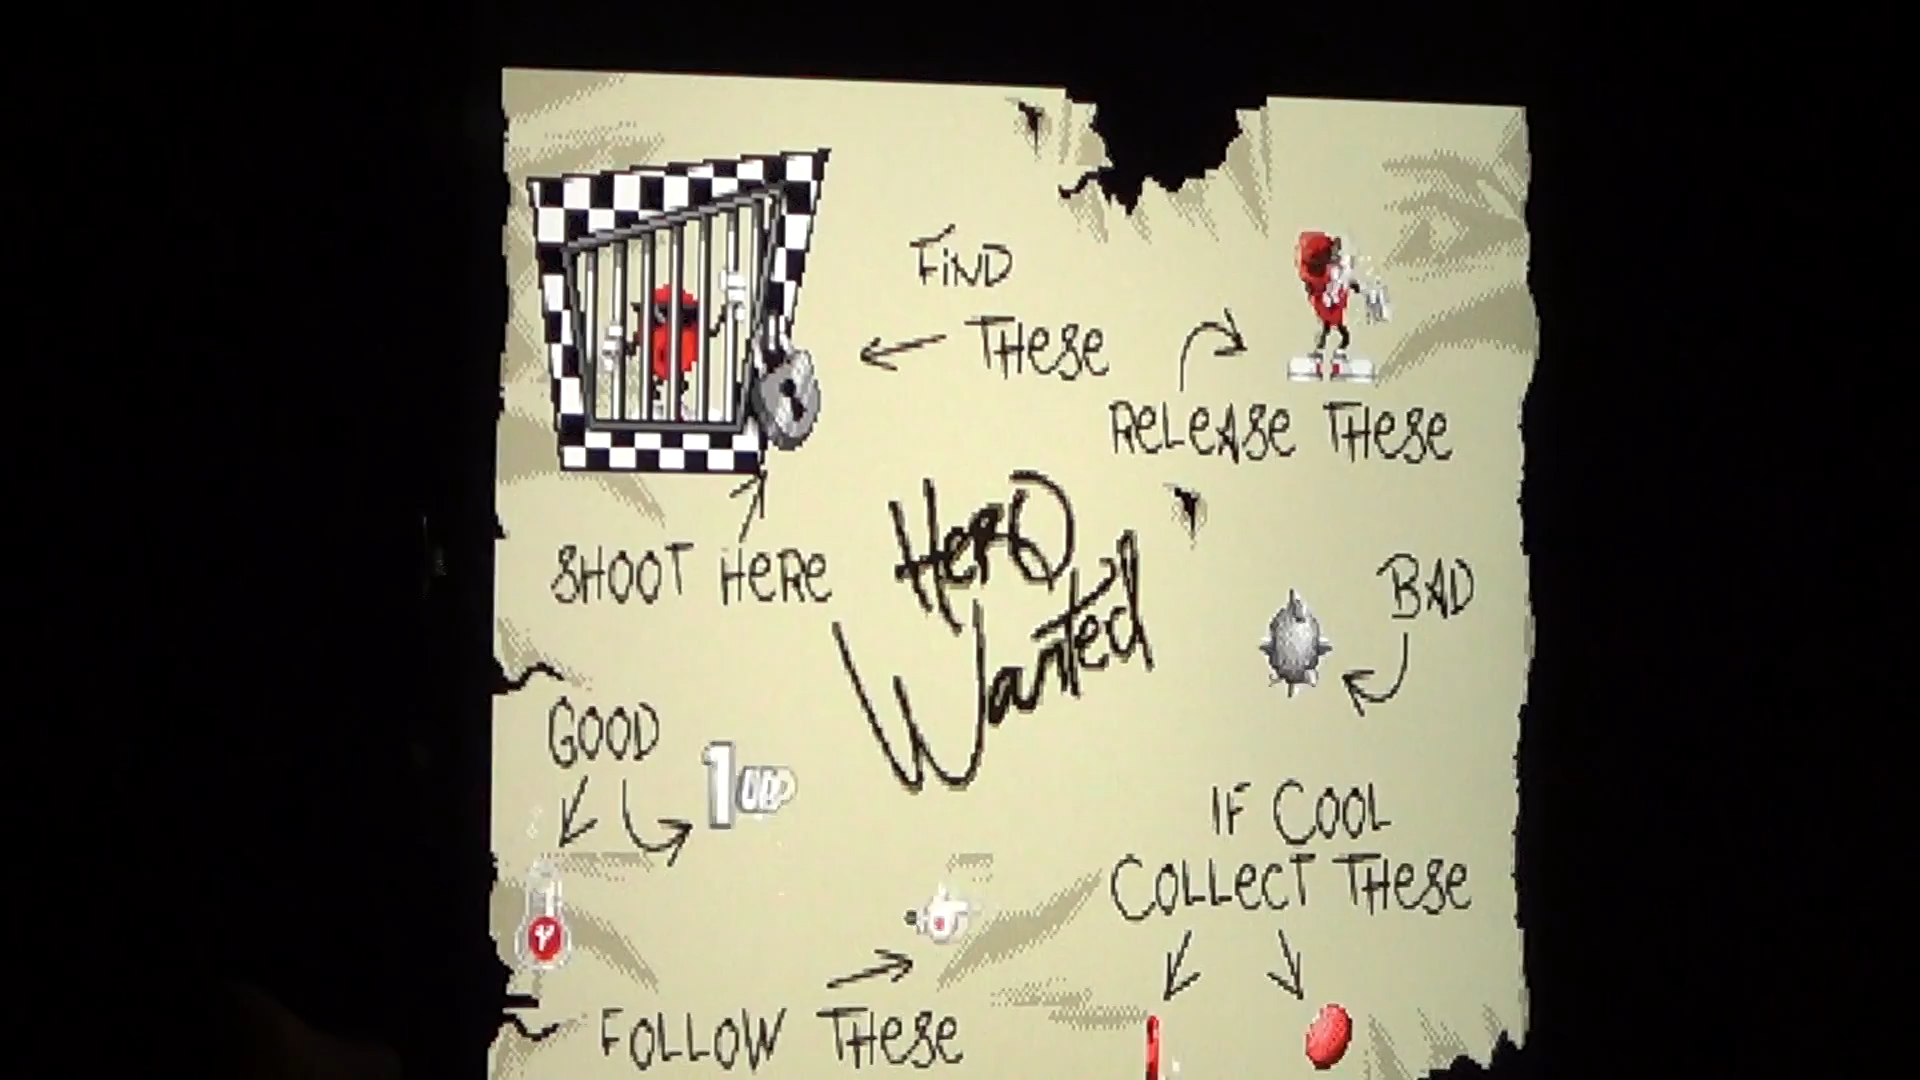 FiND
THESE
RELEASE THESE
SHOOT HERE
Hero
Wanted
BAD
GOOD
1UP
IF COOL
COLLECT THESE
FOLLOW THESE